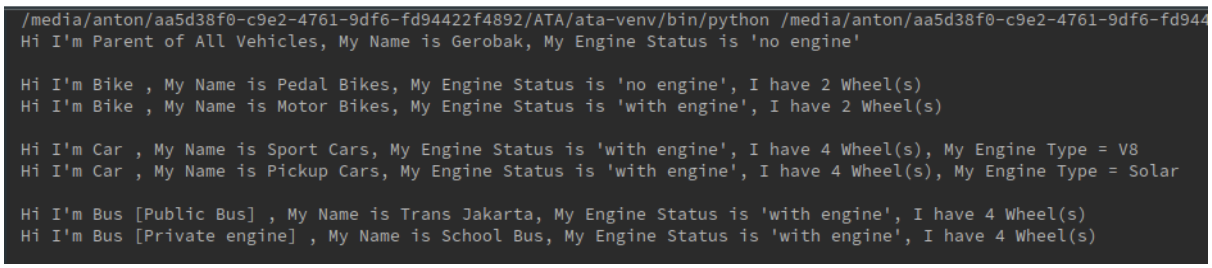 /media/anton/aa5d38f0-c9e2-4761-9df6-fd94422f4892/ATA/ata-venv/bin/python /media/anton/aa5d38f0-c9e2-4761-9df6-fd944
Hi I'm Parent of All Vehicles, My Name is Gerobak, My Engine Status is 'no engine'
Hi I'm Bike , My Name is Pedal Bikes, My Engine Status is 'no engine', I have 2 Wheel(s)
Hi I'm Bike , My Name is Motor Bikes, My Engine Status is 'with engine', I have 2 Wheel(s)
Hi I'm Car , My Name is Sport Cars, My Engine Status is 'with engine', I have 4 Wheel(s), My Engine Type = V8
Hi I'm Car , My Name is Pickup Cars, My Engine Status is 'with engine', I have 4 Wheel(s), My Engine Type = Solar
Hi I'm Bus [Public Bus] , My Name is Trans Jakarta, My Engine Status is 'with engine', I have 4 Wheel(s)
Hi I'm Bus [Private engine] , My Name is School Bus, My Engine Status is 'with engine', I have 4 Wheel(s)